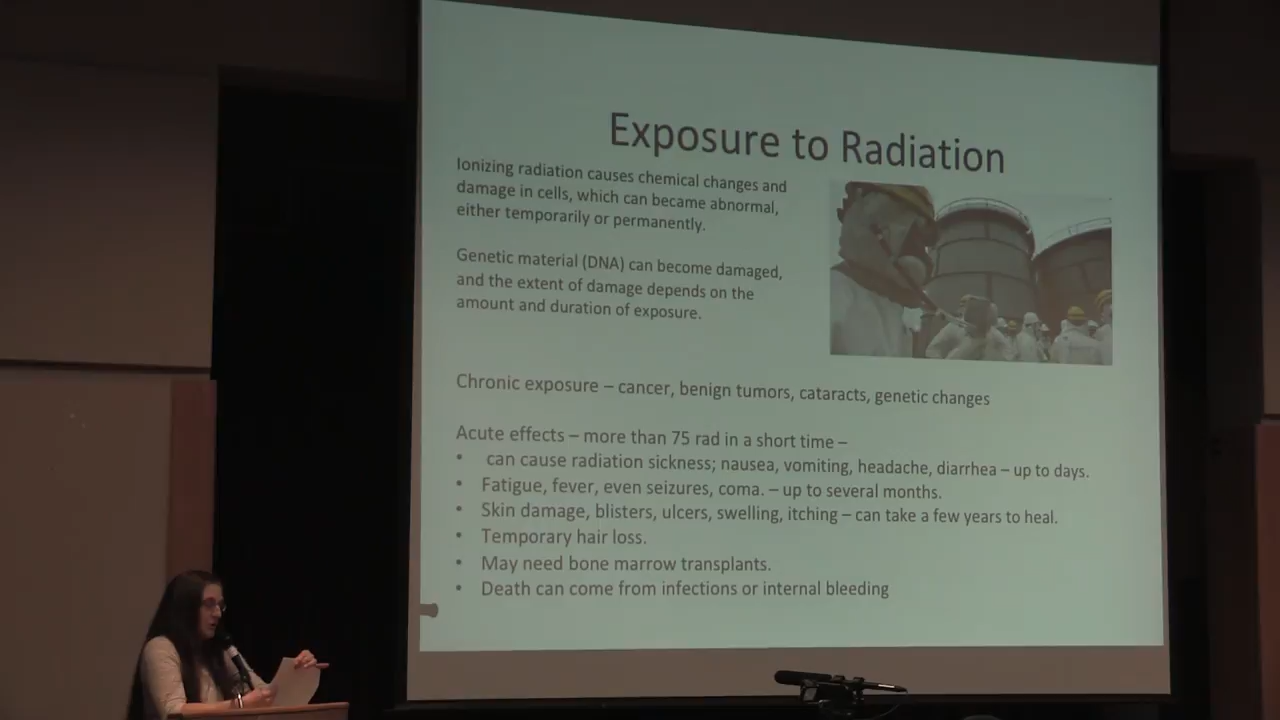 Exposure to Radiation
Ionizing radiation causes chemical changes and
damage in cells, which can became abnormal,
either temporarily or permanently.
Genetic material (DNA) can become damaged,
and the extent of damage depends on the
amount and duration of exposure.
Chronic exposure – cancer, benign tumors, cataracts, genetic changes
Acute effects – more than 75 rad in a short time –
• can cause radiation sickness; nausea, vomiting, headache, diarrhea – up to days.
• Fatigue, fever, even seizures, coma. – up to several months.
• Skin damage, blisters, ulcers, swelling, itching – can take a few years to heal.
• Temporary hair loss.
• May need bone marrow transplants.
• Death can come from infections or internal bleeding